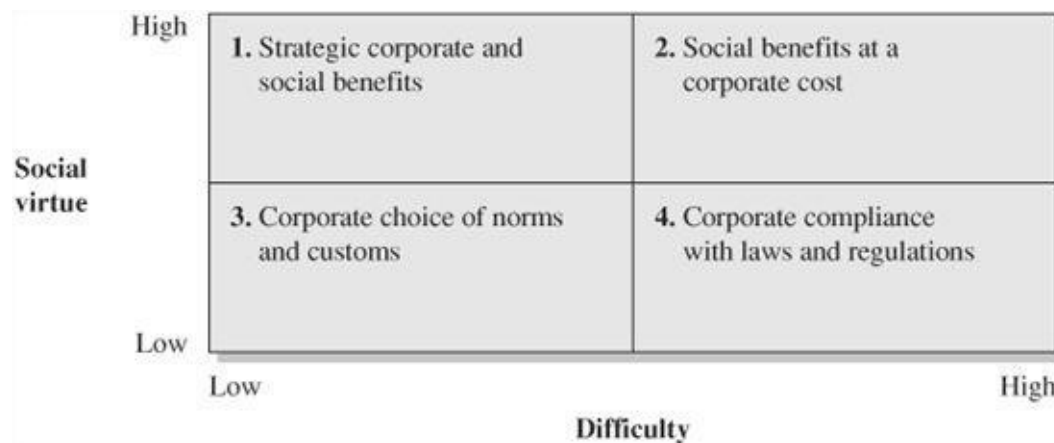 High
1. Strategic corporate and
social benefits
2. Social benefits at a
corporate cost
Social
virtue
3. Corporate choice of norms
and customs
4. Corporate compliance
with laws and regulations
Low
Low
High
Difficulty